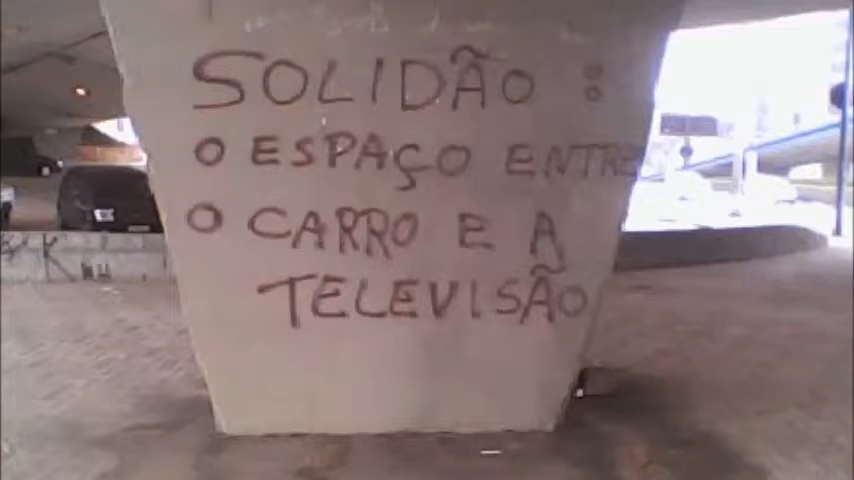 SOLIDÃO :
O ESPAÇO ENTRE
O CARRO E A
TELEVISÃO